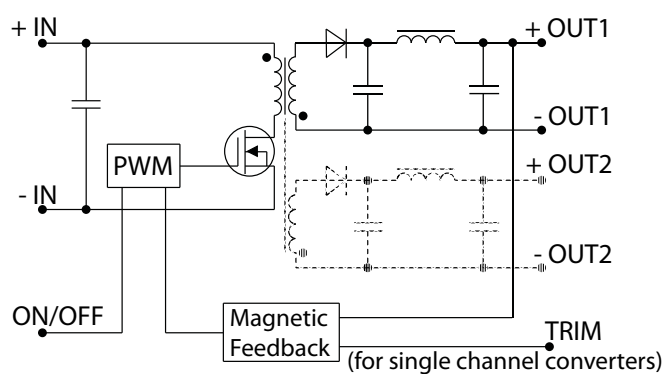 + IN
+ OUT1
- OUT1
PWM
+ OUT2
- IN
- OUT2
ON/OFF
Magnetic
Feedback
TRIM
(for single channel converters)